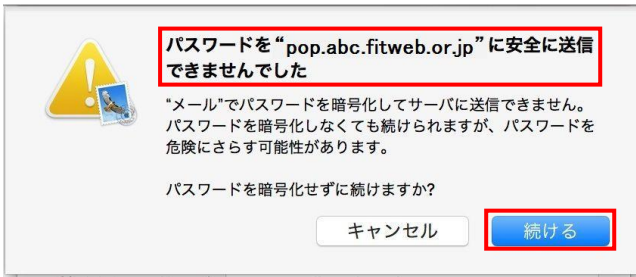 パスワードを“pop.abc.fitweb.or.jp”に安全に送信
できませんでした
“メール”でパスワードを暗号化してサーバに送信できません。
パスワードを暗号化しなくても続けられますが、パスワードを
危険にさらす可能性があります。
パスワードを暗号化せずに続けますか?
キャンセル
続ける